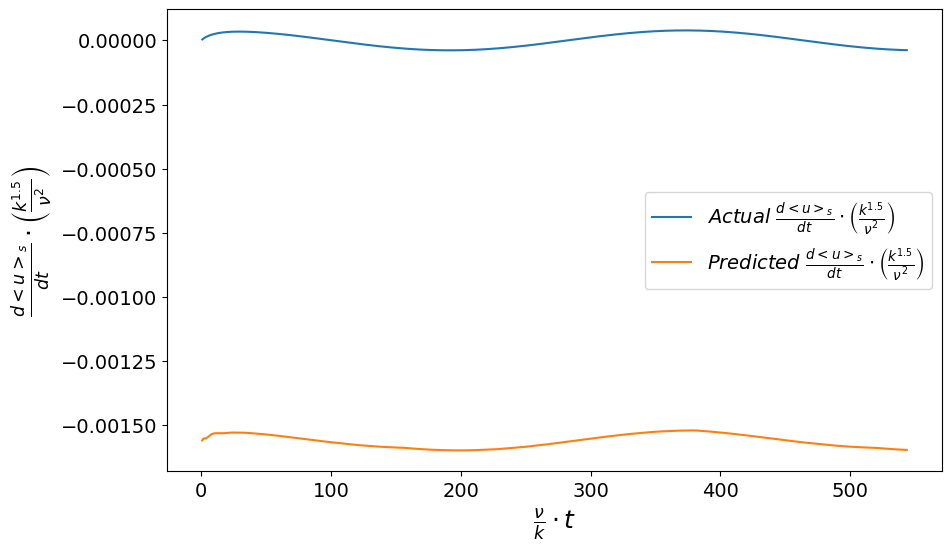 0.00000
−0.00025
−0.00050
−0.00075
−0.00100
−0.00125
−0.00150
d<u>ₛ/dt · (k^1.5/ν^2)
Actual d<u>ₛ/dt · (k^1.5/ν^2)
Predicted d<u>ₛ/dt · (k^1.5/ν^2)
0 100 200 300 400 500
ν/k · t